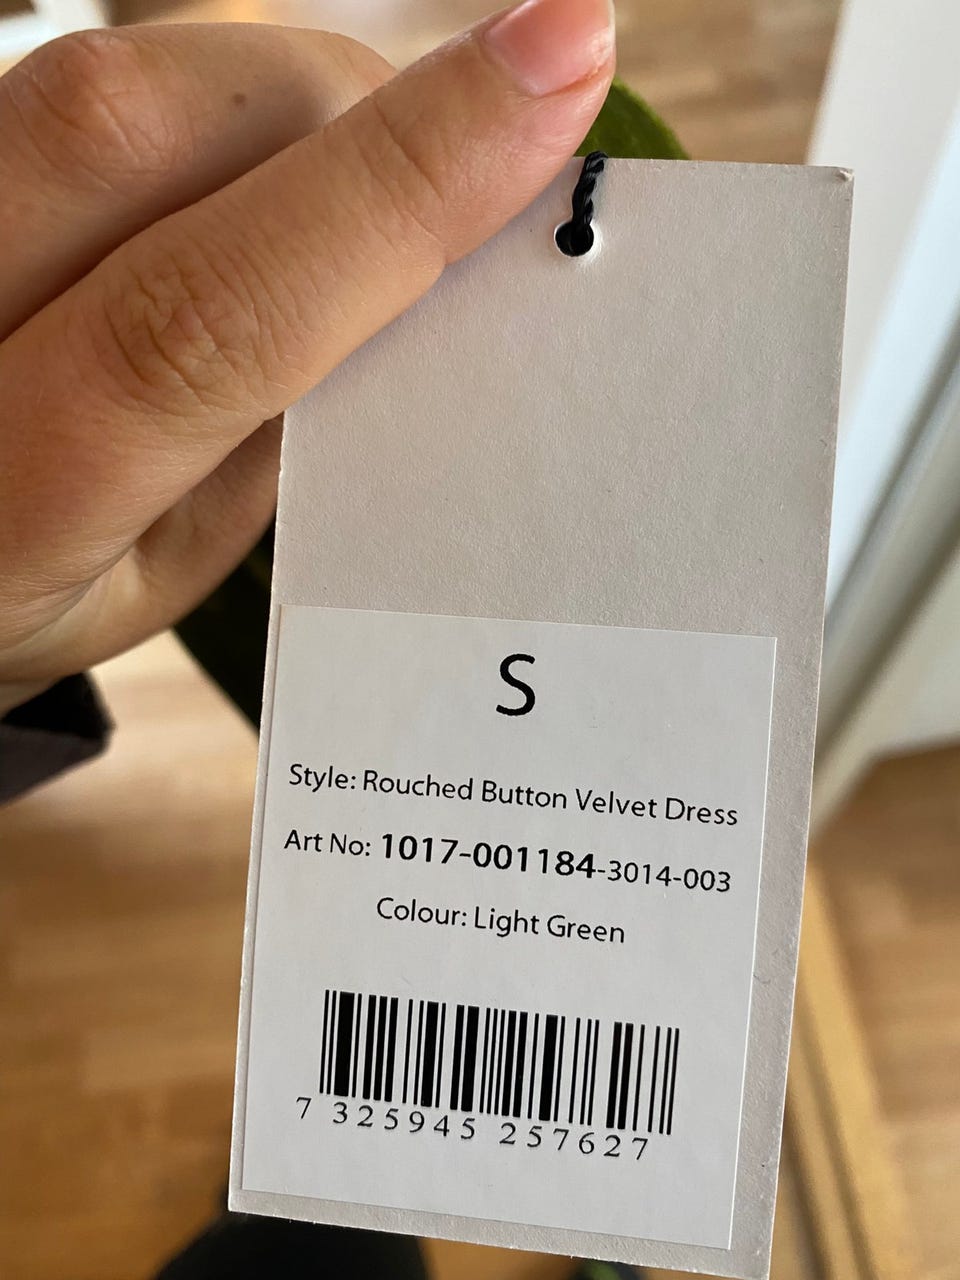 S
Style: Rouched Button Velvet Dress
Art No: 1017-001184-3014-003
Colour: Light Green
7 325945 257627